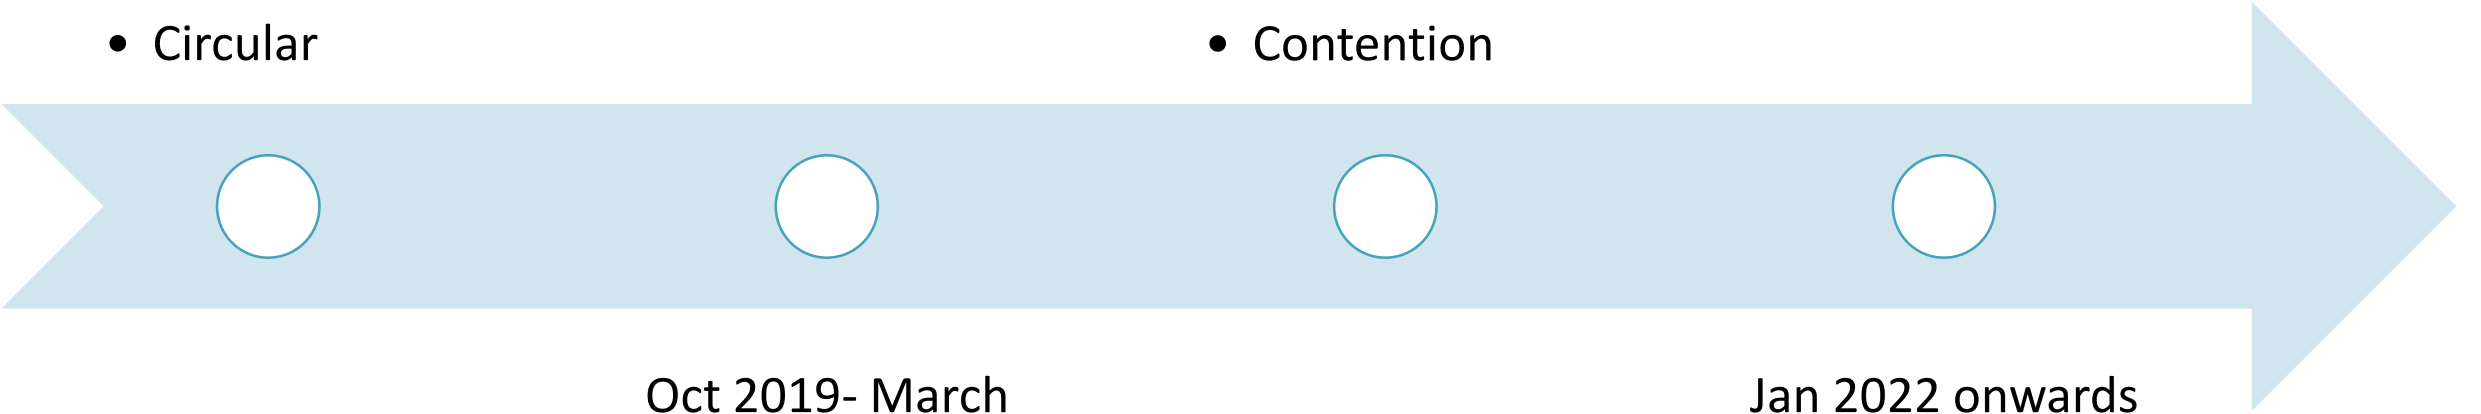 • Circular
• Contention
Oct 2019- March
Jan 2022 onwards